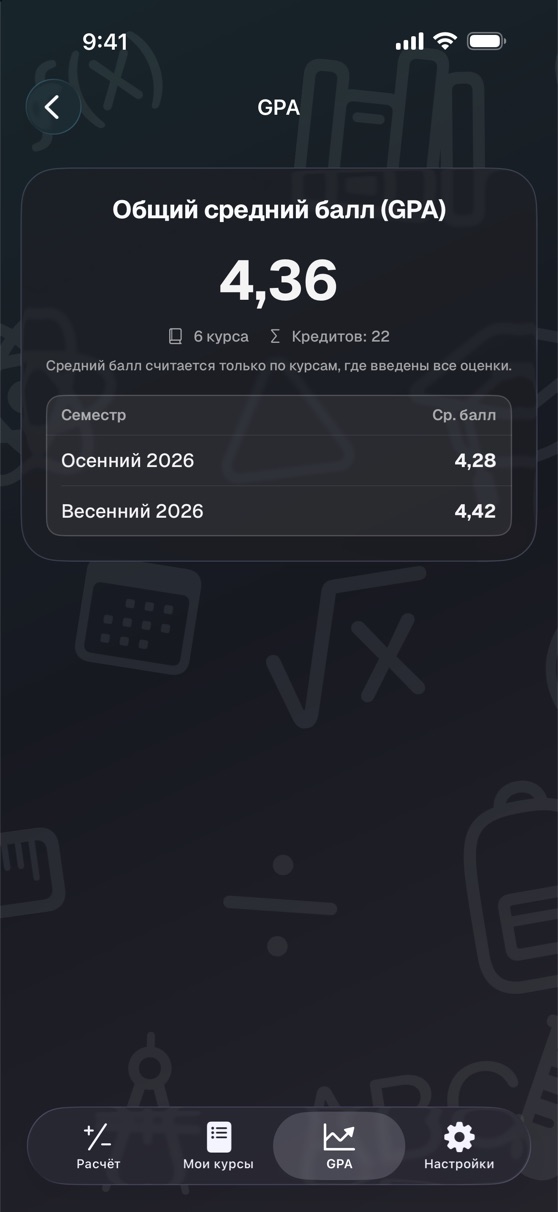 9:41
GPA
Общий средний балл (GPA)
4,36
6 курса Σ Кредитов: 22
Средний балл считается только по курсам, где введены все оценки.
Семестр Ср. балл
Осенний 2026 4,28
Весенний 2026 4,42
f(x)
√x
÷
ABC
+/− Расчёт
Мои курсы
GPA
Настройки